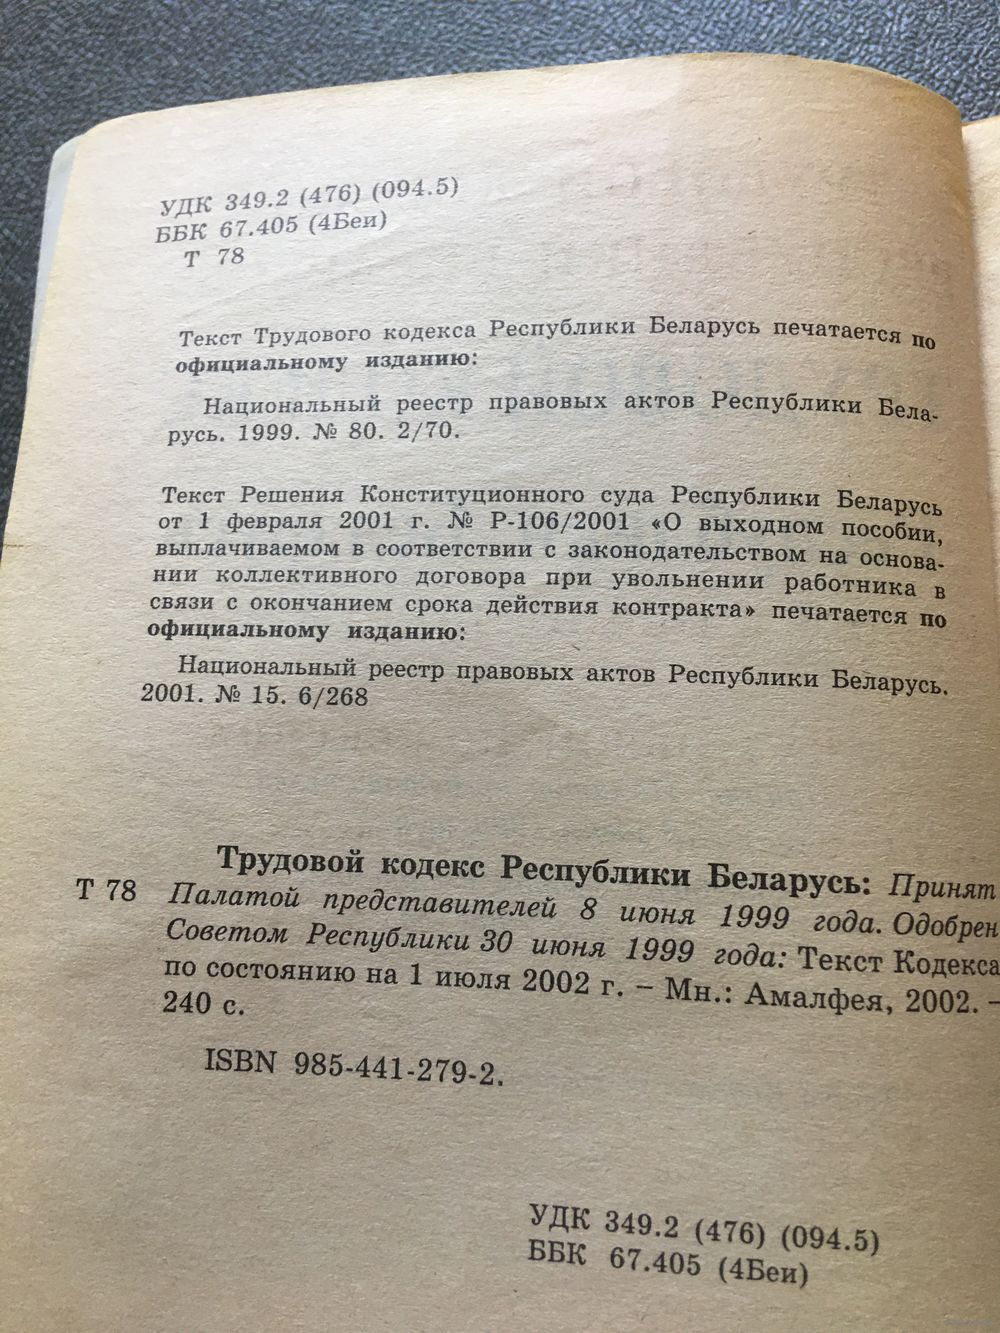 УДК 349.2 (476) (094.5)
ББК 67.405 (4Беи)
Т 78
Текст Трудового кодекса Республики Беларусь печатается по
официальному изданию:
Национальный реестр правовых актов Республики Бела-
русь. 1999. № 80. 2/70.
Текст Решения Конституционного суда Республики Беларусь
от 1 февраля 2001 г. № Р-106/2001 «О выходном пособии,
выплачиваемом в соответствии с законодательством на основа-
нии коллективного договора при увольнении работника в
связи с окончанием срока действия контракта» печатается по
официальному изданию:
Национальный реестр правовых актов Республики Беларусь.
2001. № 15. 6/268
Трудовой кодекс Республики Беларусь: Принят
Т 78 Палатой представителей 8 июня 1999 года. Одобрен
Советом Республики 30 июня 1999 года: Текст Кодекса
по состоянию на 1 июля 2002 г. – Мн.: Амалфея, 2002. –
240 с.
ISBN 985-441-279-2.
УДК 349.2 (476) (094.5)
ББК 67.405 (4Беи)